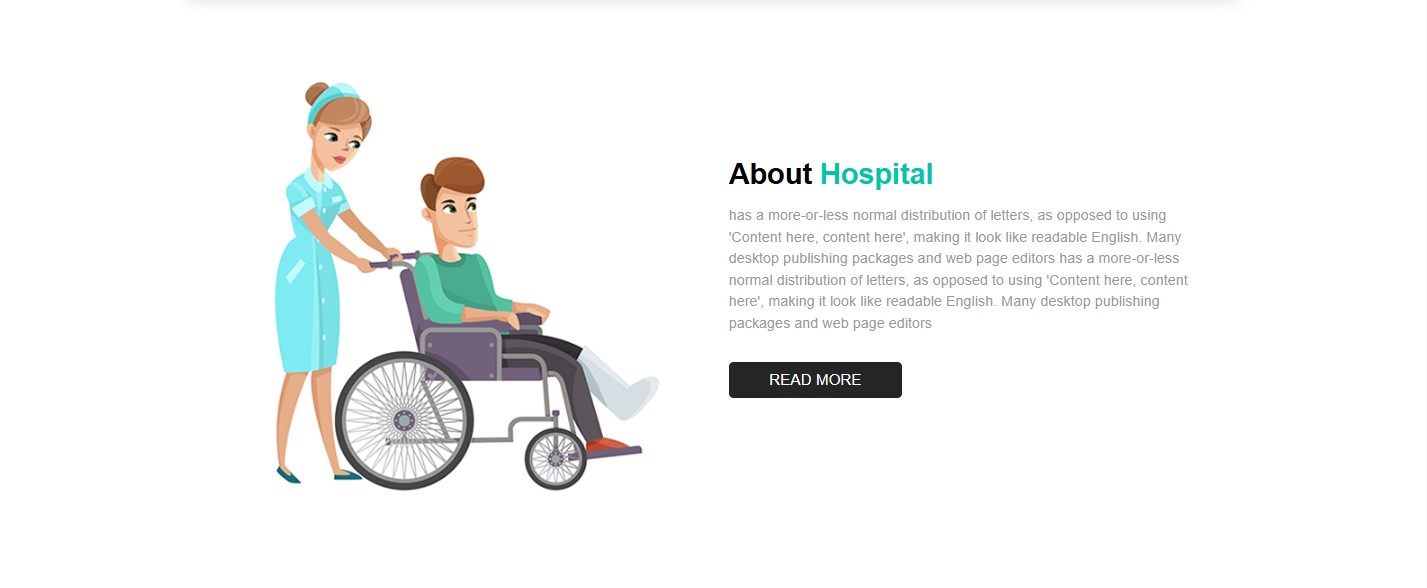 About Hospital
has a more-or-less normal distribution of letters, as opposed to using
'Content here, content here', making it look like readable English. Many
desktop publishing packages and web page editors has a more-or-less
normal distribution of letters, as opposed to using 'Content here, content
here', making it look like readable English. Many desktop publishing
packages and web page editors
READ MORE